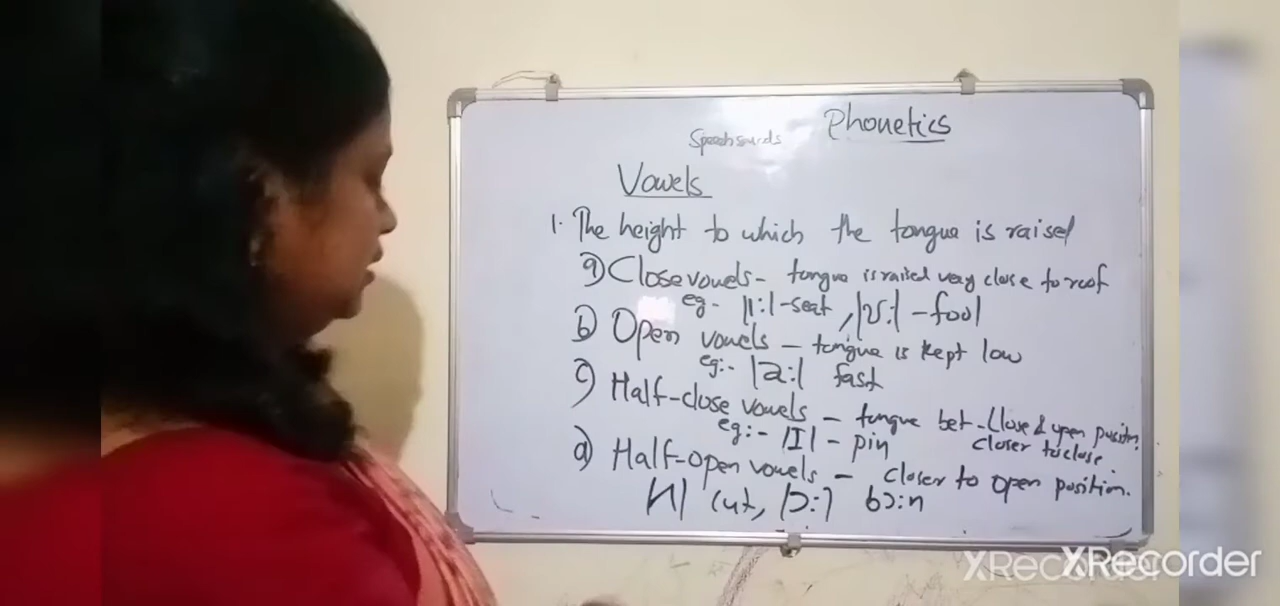 Phonetics
Speech sounds
Vowels
1. The height to which the tongue is raised
a) Close vowels - tongue is raised very close to roof
eg - |i:| - seat, |ʊ:| - fool
b) Open vowels - tongue is kept low
eg:- |a:| fast
c) Half-close vowels - tongue bet - Close & open position
closer to close.
eg:- |I| - pin
d) Half-open vowels - closer to open position.
|ʌ| cut, |ɔ:| bɔ:n
XRecorder
XRecorder